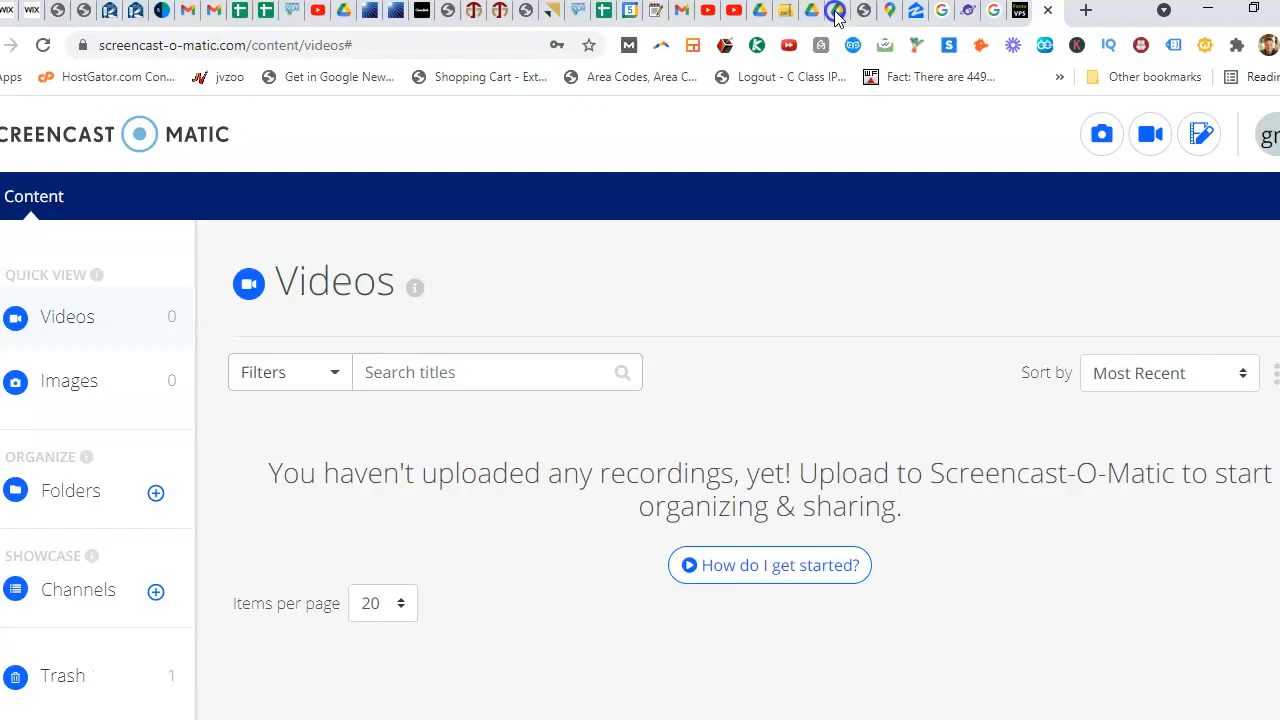 WIX WIX
screencast-o-matic.com/content/videos#
Apps HostGator.com Con... jvzoo Get in Google New... Shopping Cart - Ext... Area Codes, Area C... Logout - C Class IP... Fact: There are 449... » Other bookmarks Readin
CREENCAST MATIC gr
Content
QUICK VIEW
Videos 0
Images 0
ORGANIZE
Folders
SHOWCASE
Channels
Trash 1
Videos
Filters Search titles Sort by Most Recent
You haven't uploaded any recordings, yet! Upload to Screencast-O-Matic to start
organizing & sharing.
How do I get started?
Items per page 20